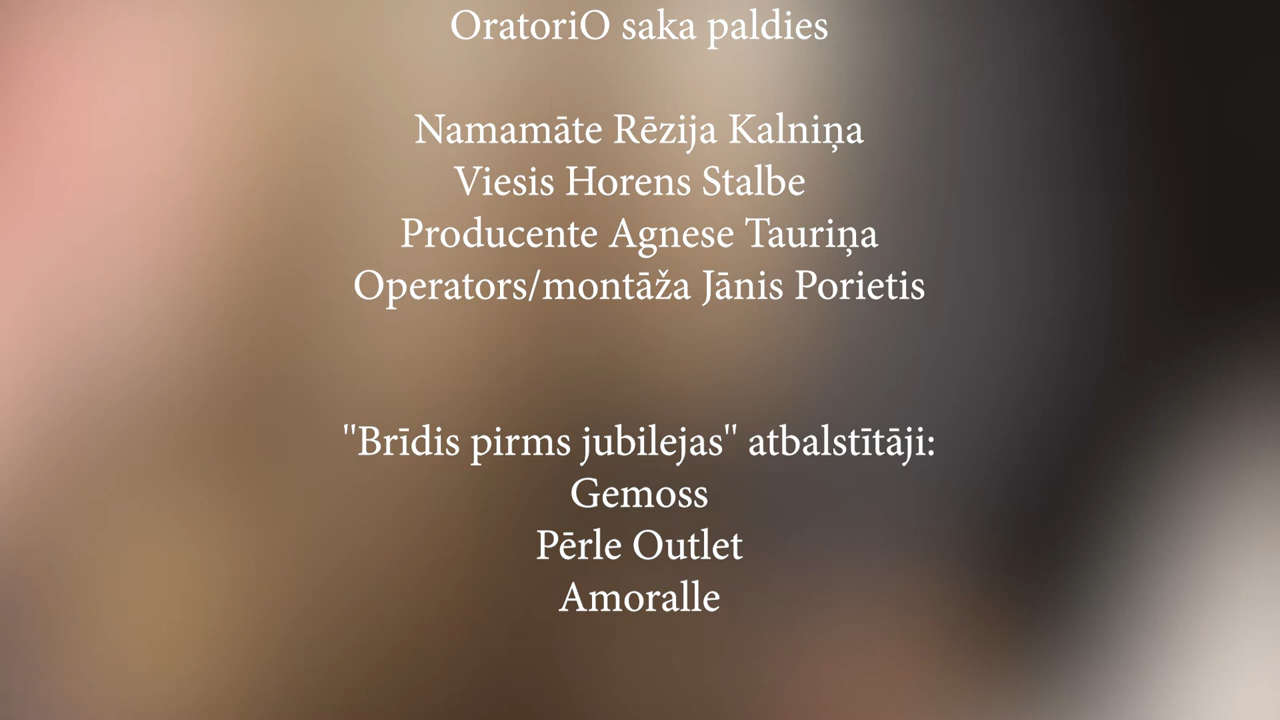 OratoriO saka paldies
Namamāte Rēzija Kalniņa
Viesis Horens Stalbe
Producente Agnese Tauriņa
Operators/montāža Jānis Porietis
"Brīdis pirms jubilejas" atbalstītāji:
Gemoss
Pērle Outlet
Amoralle